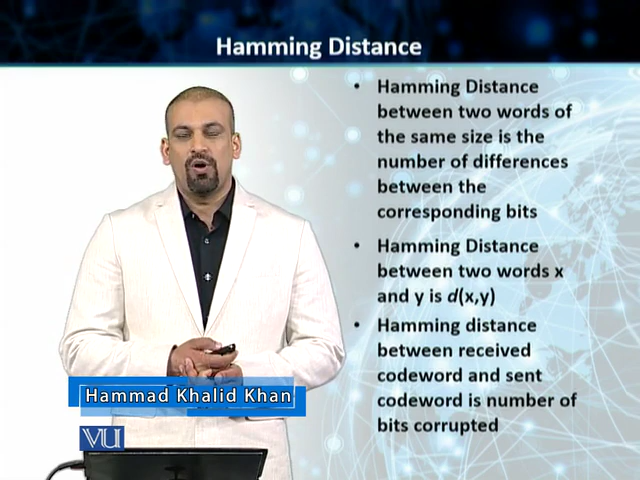 Hamming Distance
• Hamming Distance
between two words of
the same size is the
number of differences
between the
corresponding bits
• Hamming Distance
between two words x
and y is d(x,y)
• Hamming distance
between received
codeword and sent
codeword is number of
bits corrupted
Hammad Khalid Khan
VU